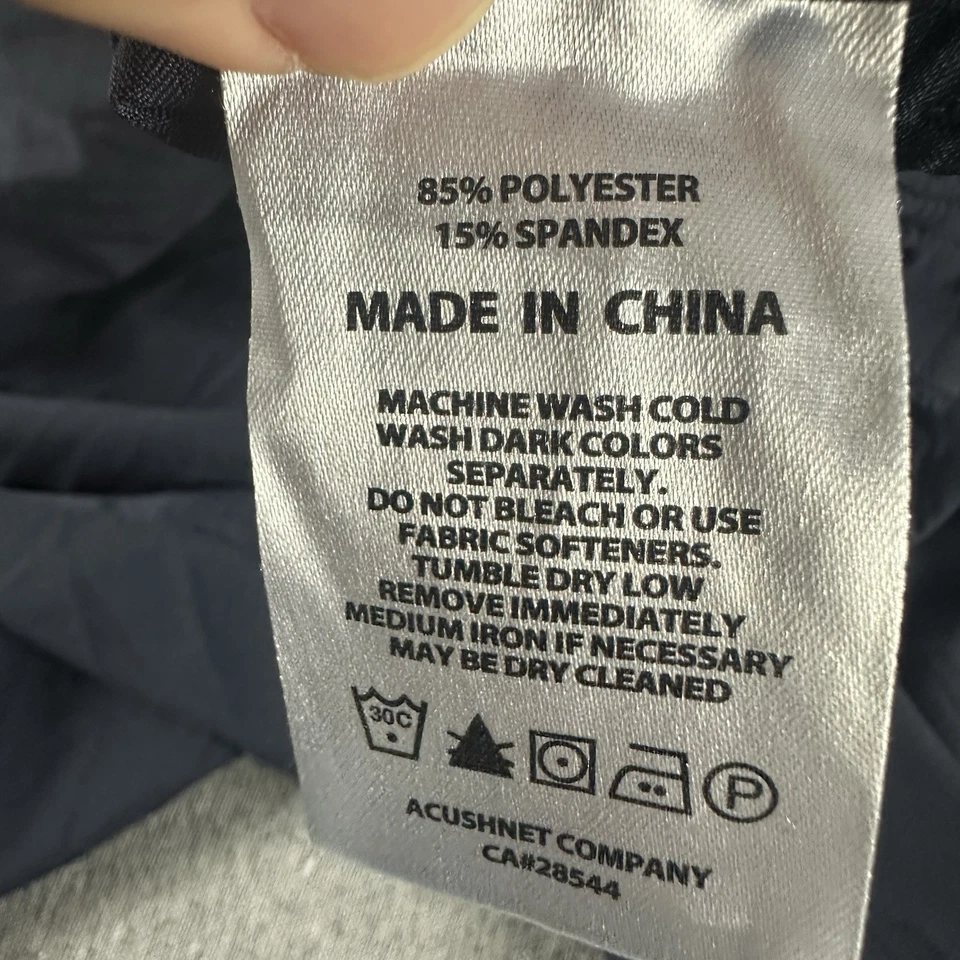 85% POLYESTER
15% SPANDEX
MADE IN CHINA
MACHINE WASH COLD
WASH DARK COLORS
SEPARATELY.
DO NOT BLEACH OR USE
FABRIC SOFTENERS.
TUMBLE DRY LOW
REMOVE IMMEDIATELY
MEDIUM IRON IF NECESSARY
MAY BE DRY CLEANED
30C
P
ACUSHNET COMPANY
CA#28544